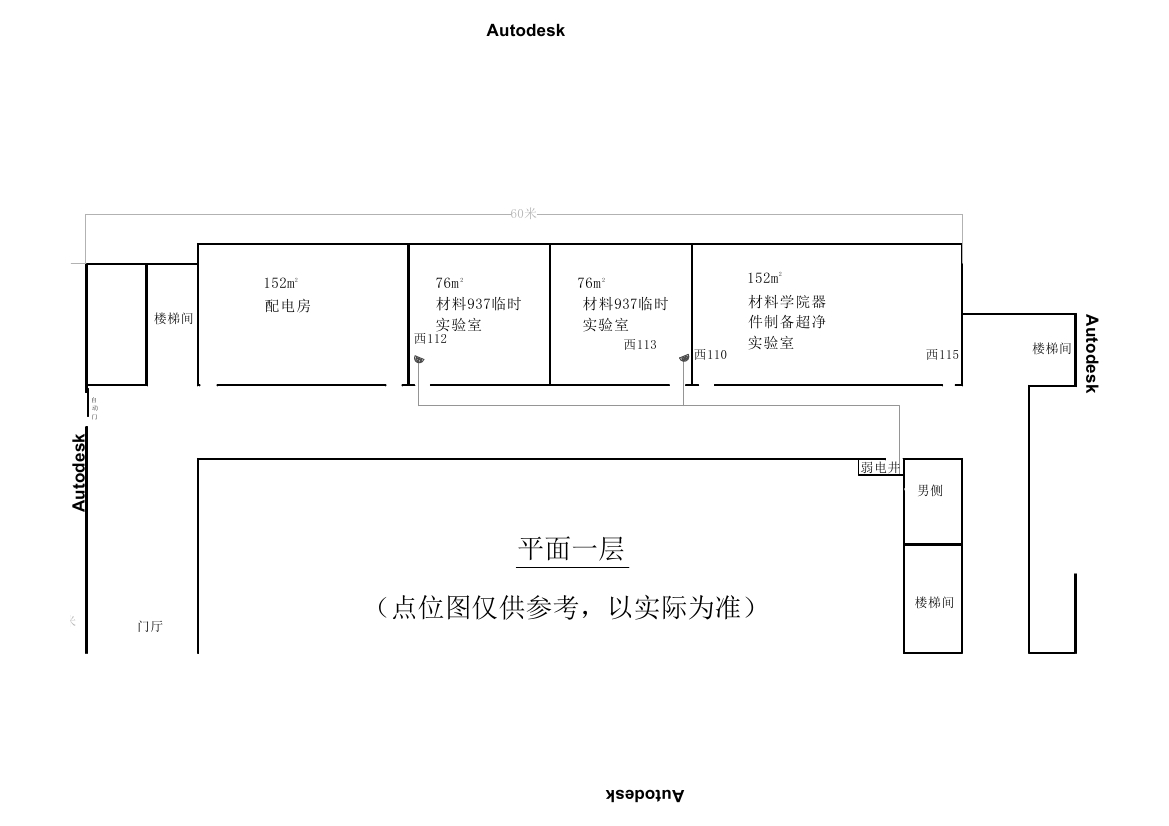 Autodesk
60米
152m²
配电房
76m²
材料937临时
实验室
西112
76m²
材料937临时
实验室
西113
152m²
材料学院器
件制备超净
实验室
西110
西115
楼梯间
楼梯间
Autodesk
自
动
门
Autodesk
弱电井
男侧
平面一层
(点位图仅供参考，以实际为准)
楼梯间
门厅
Autodesk